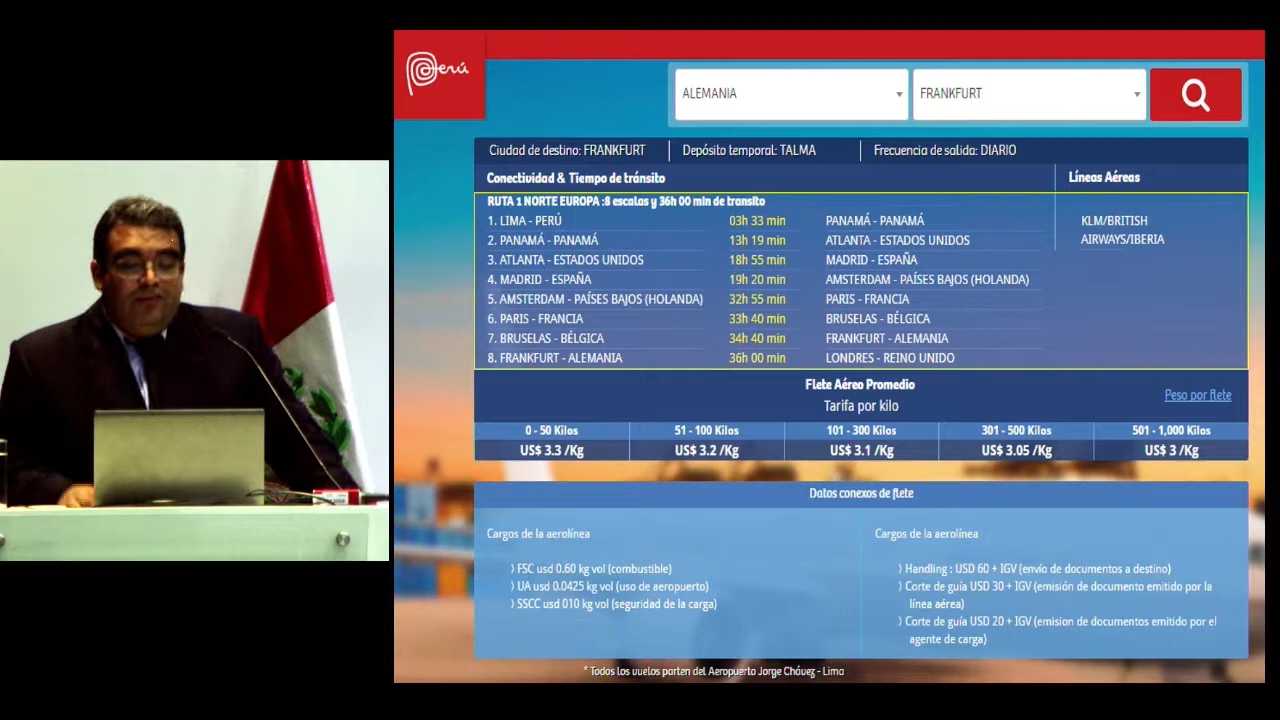 Perú
ALEMANIA
FRANKFURT
Ciudad de destino: FRANKFURT
Depósito temporal: TALMA
Frecuencia de salida: DIARIO
Conectividad & Tiempo de tránsito
Líneas Aéreas
RUTA 1 NORTE EUROPA :8 escalas y 36h 00 min de transito
1. LIMA - PERÚ 03h 33 min PANAMÁ - PANAMÁ
KLM/BRITISH
2. PANAMÁ - PANAMÁ 13h 19 min ATLANTA - ESTADOS UNIDOS
AIRWAYS/IBERIA
3. ATLANTA - ESTADOS UNIDOS 18h 55 min MADRID - ESPAÑA
4. MADRID - ESPAÑA 19h 20 min AMSTERDAM - PAÍSES BAJOS (HOLANDA)
5. AMSTERDAM - PAÍSES BAJOS (HOLANDA) 32h 55 min PARIS - FRANCIA
6. PARIS - FRANCIA 33h 40 min BRUSELAS - BÉLGICA
7. BRUSELAS - BÉLGICA 34h 40 min FRANKFURT - ALEMANIA
8. FRANKFURT - ALEMANIA 36h 00 min LONDRES - REINO UNIDO
Flete Aéreo Promedio
Peso por flete
Tarifa por kilo
0 - 50 Kilos 51 - 100 Kilos 101 - 300 Kilos 301 - 500 Kilos 501 - 1,000 Kilos
US$ 3.3 /Kg US$ 3.2 /Kg US$ 3.1 /Kg US$ 3.05 /Kg US$ 3 /Kg
Datos conexos de flete
Cargos de la aerolínea
〉FSC usd 0.60 kg vol (combustible)
〉UA usd 0.0425 kg vol (uso de aeropuerto)
〉SSCC usd 010 kg vol (seguridad de la carga)
Cargos de la aerolínea
〉Handling : USD 60 + IGV (envío de documentos a destino)
〉Corte de guía USD 30 + IGV (emisión de documento emitido por la
línea aérea)
〉Corte de guía USD 20 + IGV (emision de documentos emitido por el
agente de carga)
* Todos los vuelos parten del Aeropuerto Jorge Chávez - Lima